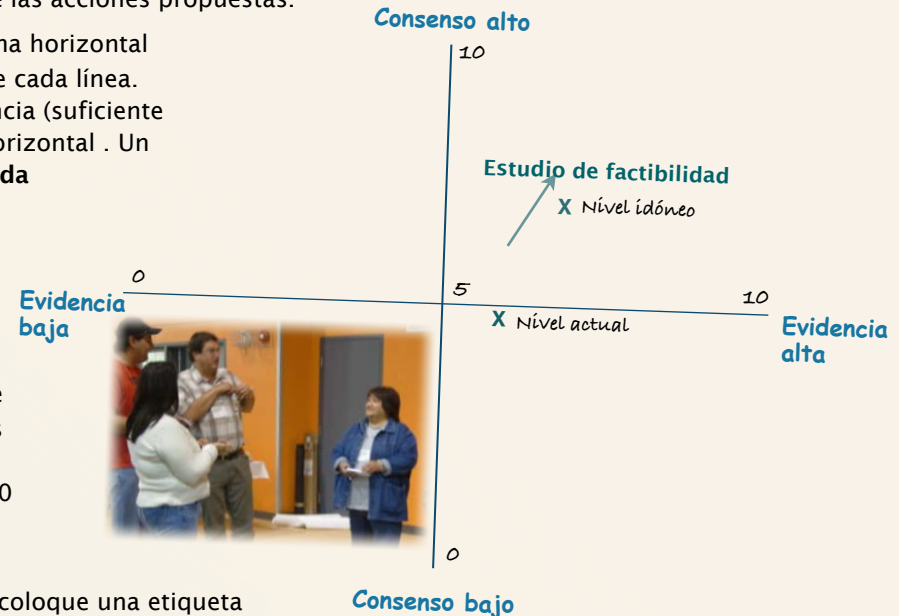 e las acciones propuestas.
na horizontal
e cada línea.
ncia (suficiente
orizontal . Un
da
e
s
0
coloque una etiqueta
Consenso alto
10
Estudio de factibilidad
X Nivel idóneo
0
5
10
Evidencia
baja
X Nivel actual
Evidencia
alta
0
Consenso bajo